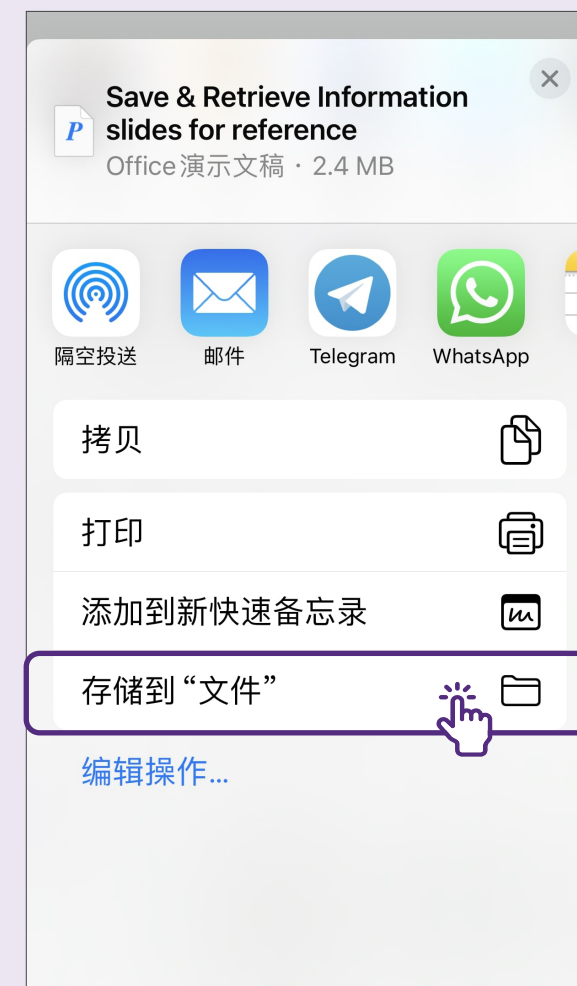 Save & Retrieve Information
slides for reference
P
Office演示文稿 · 2.4 MB
隔空投送
邮件
Telegram
WhatsApp
拷贝
打印
添加到新快速备忘录
存储到“文件”
编辑操作...